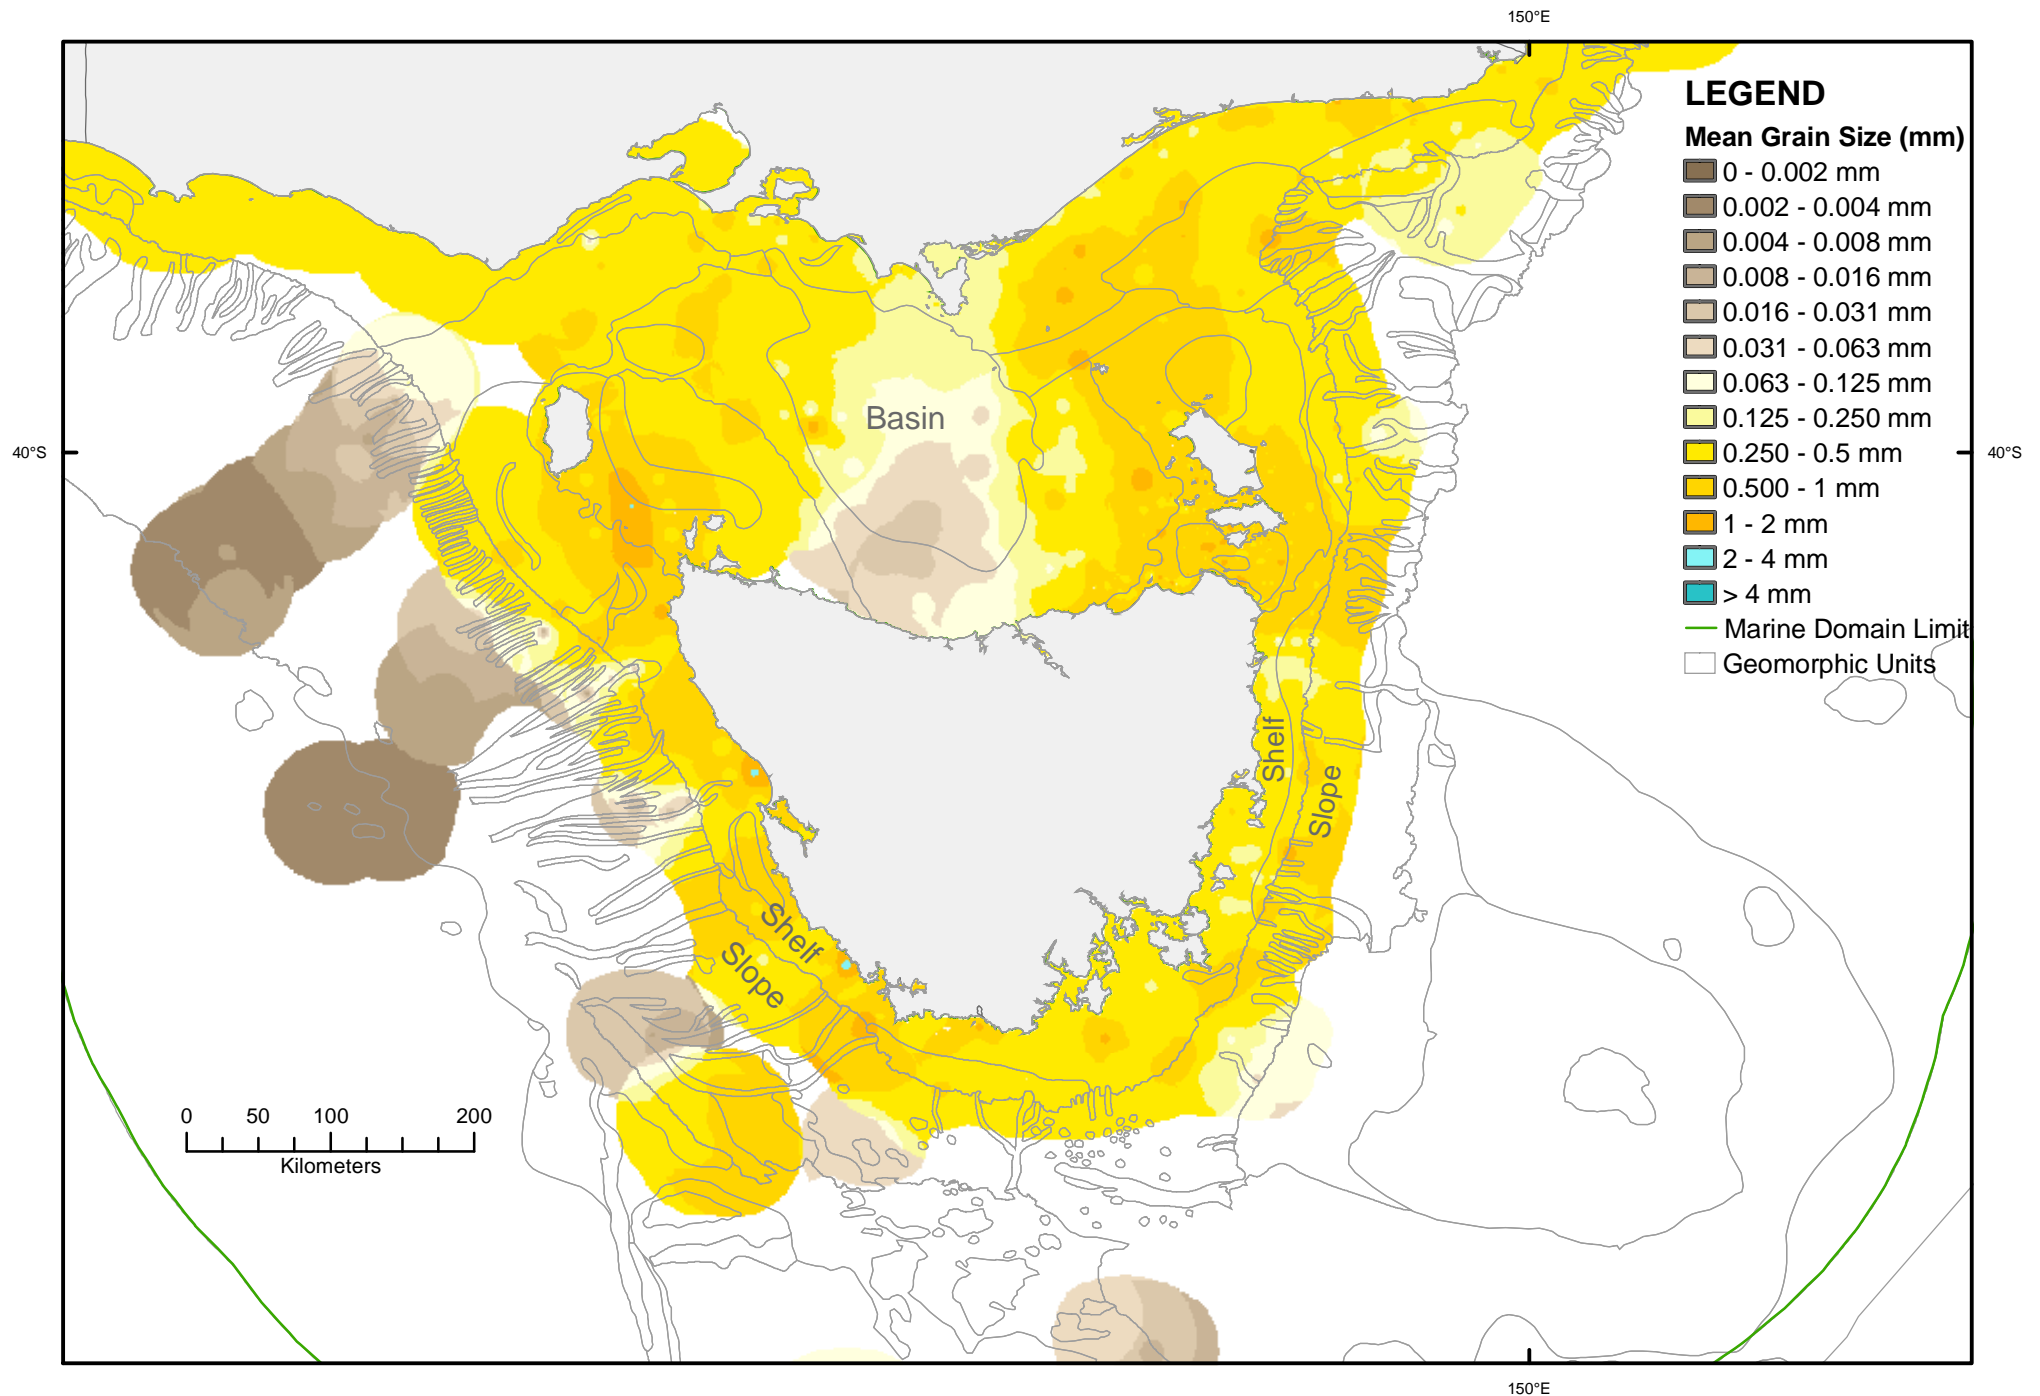 150°E
LEGEND
Mean Grain Size (mm)
0 - 0.002 mm
0.002 - 0.004 mm
0.004 - 0.008 mm
0.008 - 0.016 mm
0.016 - 0.031 mm
0.031 - 0.063 mm
0.063 - 0.125 mm
0.125 - 0.250 mm
0.250 - 0.5 mm
0.500 - 1 mm
1 - 2 mm
2 - 4 mm
> 4 mm
Marine Domain Limit
Geomorphic Units
Basin
40°S
40°S
Shelf
Slope
Shelf
Slope
0 50 100 200
Kilometers
150°E